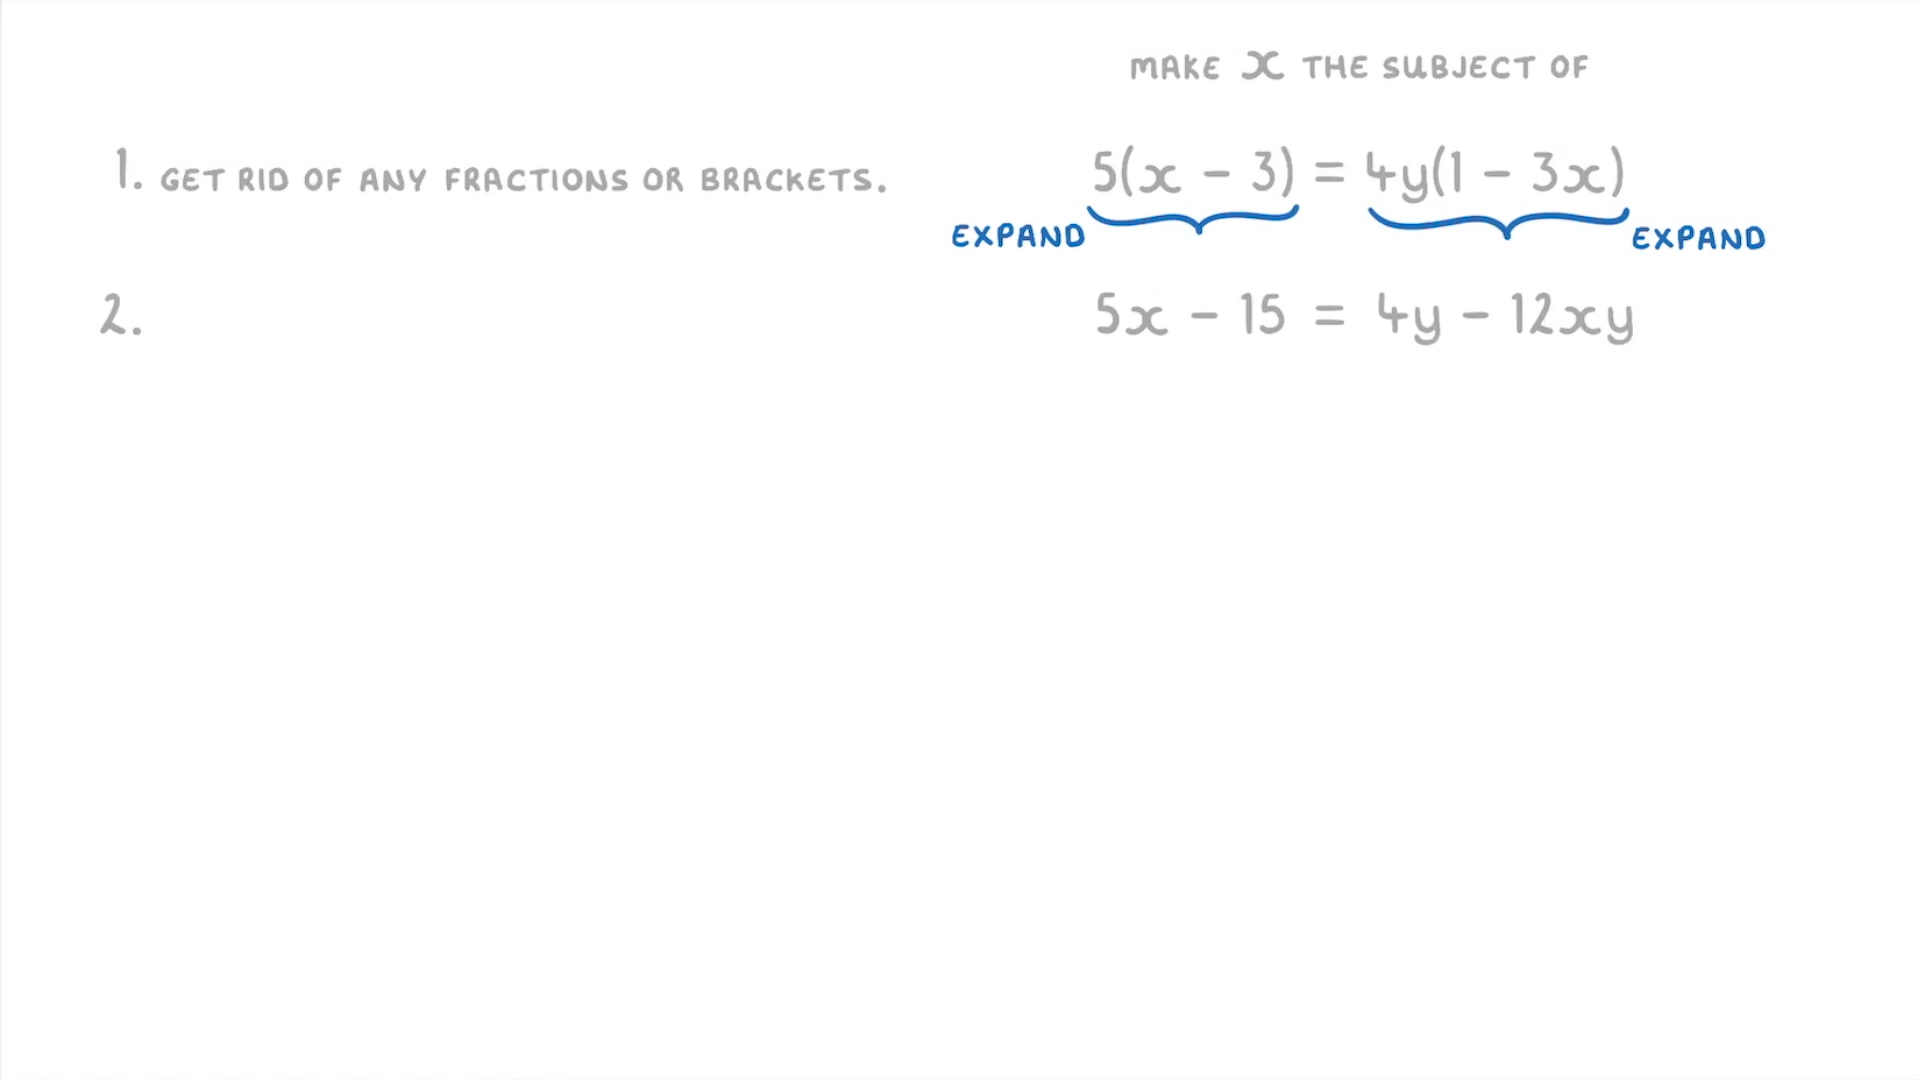 MAKE x THE SUBJECT OF
1. GET RID OF ANY FRACTIONS OR BRACKETS.
5(x – 3) = 4y(1 – 3x)
EXPAND
EXPAND
2.
5x – 15 = 4y – 12xy